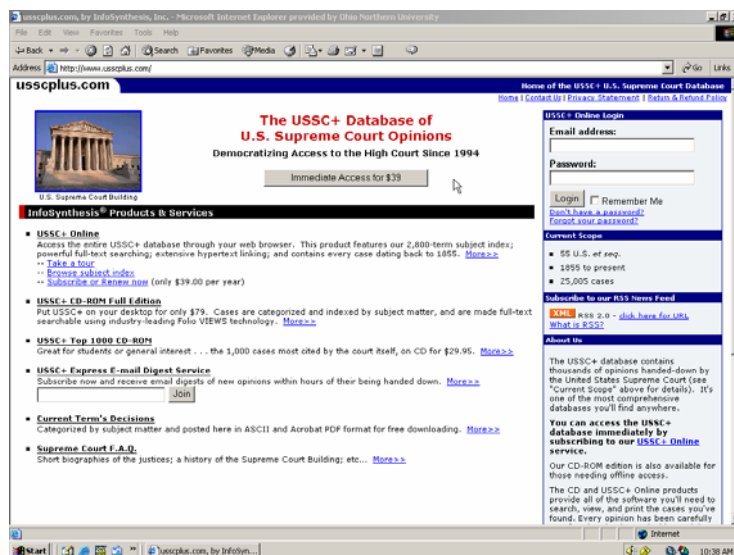 usscplus.com, by InfoSynthesis, Inc. - Microsoft Internet Explorer provided by Ohio Northern University
File Edit View Favorites Tools Help
Back Search Favorites Media
Address http://www.usscplus.com/ Go Links
usscplus.com
Home of the USSC+ U.S. Supreme Court Database
Home | Contact Us | Privacy Statement | Return & Refund Policy
The USSC+ Database of
U.S. Supreme Court Opinions
Democratizing Access to the High Court Since 1994
Immediate Access for $39
U.S. Supreme Court Building
InfoSynthesis® Products & Services
USSC+ Online
Access the entire USSC+ database through your web browser. This product features our 2,800-term subject index;
powerful full-text searching; extensive hypertext linking; and contains every case dating back to 1855. More>>
-- Take a tour
-- Browse subject index
-- Subscribe or Renew now (only $39.00 per year)
USSC+ CD-ROM Full Edition
Put USSC+ on your desktop for only $79. Cases are categorized and indexed by subject matter, and are made full-text
searchable using industry-leading Folio VIEWS technology. More>>
USSC+ Top 1000 CD-ROM
Great for students or general interest . . . the 1,000 cases most cited by the court itself, on CD for $29.95. More>>
USSC+ Express E-mail Digest Service
Subscribe now and receive email digests of new opinions within hours of their being handed down. More>>
Join
Current Term's Decisions
Categorized by subject matter and posted here in ASCII and Acrobat PDF format for free downloading. More>>
Supreme Court F.A.Q.
Short biographies of the justices; a history of the Supreme Court Building; etc... More>>
USSC+ Online Login
Email address:
Password:
Login Remember Me
Don't have a password?
Forgot your password?
Current Scope
55 U.S. et seq.
1855 to present
25,005 cases
Subscribe to our RSS News Feed
XML RSS 2.0 - click here for URL
What is RSS?
About Us
The USSC+ database contains
thousands of opinions handed-down by
the United States Supreme Court (see
"Current Scope" above for details). It's
one of the most comprehensive
databases you'll find anywhere.
You can access the USSC+
database immediately by
subscribing to our USSC+ Online
service.
Our CD-ROM edition is also available for
those needing offline access.
The CD and USSC+ Online products
provide all of the software you'll need to
search, view, and print the cases you've
found. Every opinion has been carefully
Internet
Start usscplus.com, by InfoSyn... 10:38 AM